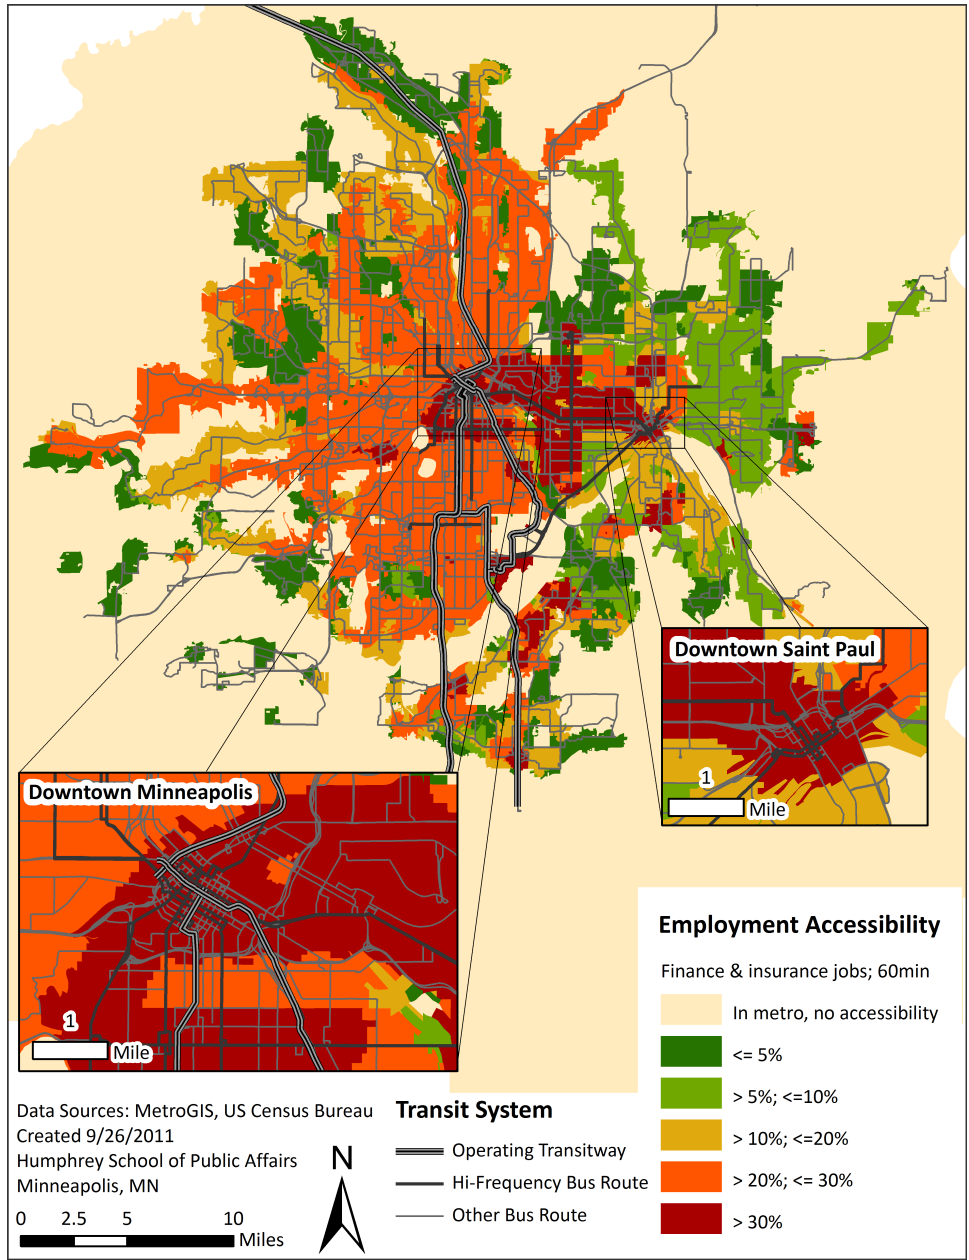 Downtown Saint Paul
1
Mile
Downtown Minneapolis
1
Mile
Employment Accessibility
Finance & insurance jobs; 60min
In metro, no accessibility
<= 5%
> 5%; <=10%
> 10%; <=20%
> 20%; <= 30%
> 30%
Data Sources: MetroGIS, US Census Bureau
Created 9/26/2011
Humphrey School of Public Affairs
Minneapolis, MN
0 2.5 5 10
Miles
N
Transit System
Operating Transitway
Hi-Frequency Bus Route
Other Bus Route